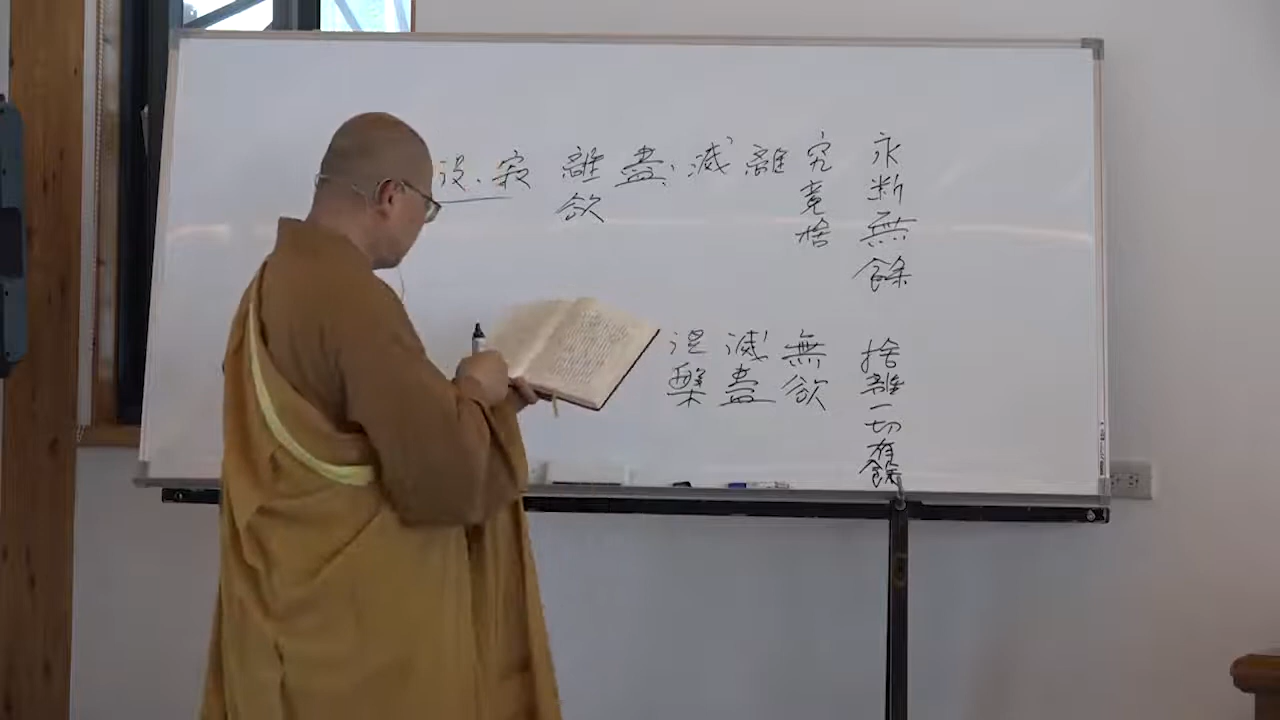 永斷無餘
究竟捨
離
滅、
盡、
離欲
沒、寂
捨離一切有餘
無欲
滅盡
涅槃